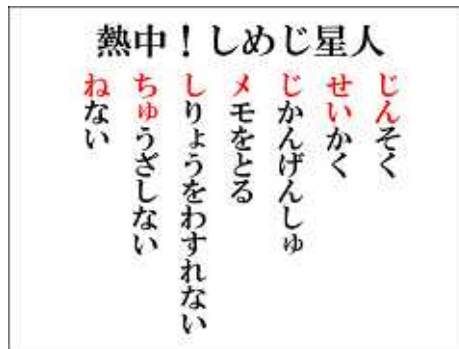 熱中！しめじ星人
じんそく
せいかく
じかんげんしゅ
メモをとる
しりょうをわすれない
ちゅうざしない
ねない